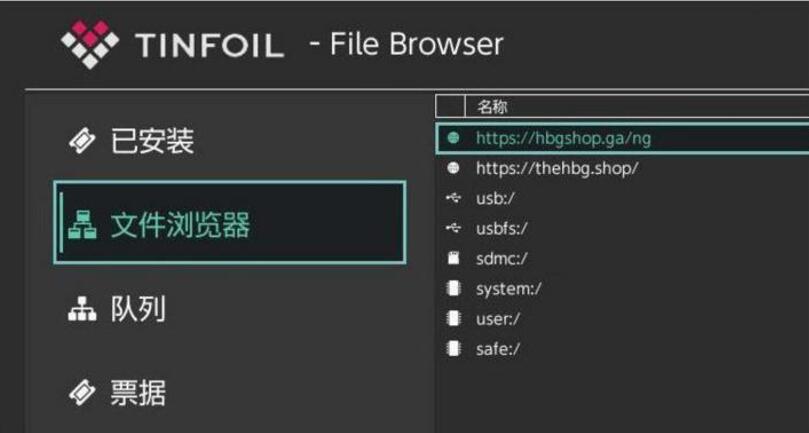 TINFOIL - File Browser
已安装
文件浏览器
队列
票据
名称
https://hbgshop.ga/ng
https://thehbg.shop/
usb:/
usbfs:/
sdmc:/
system:/
user:/
safe:/